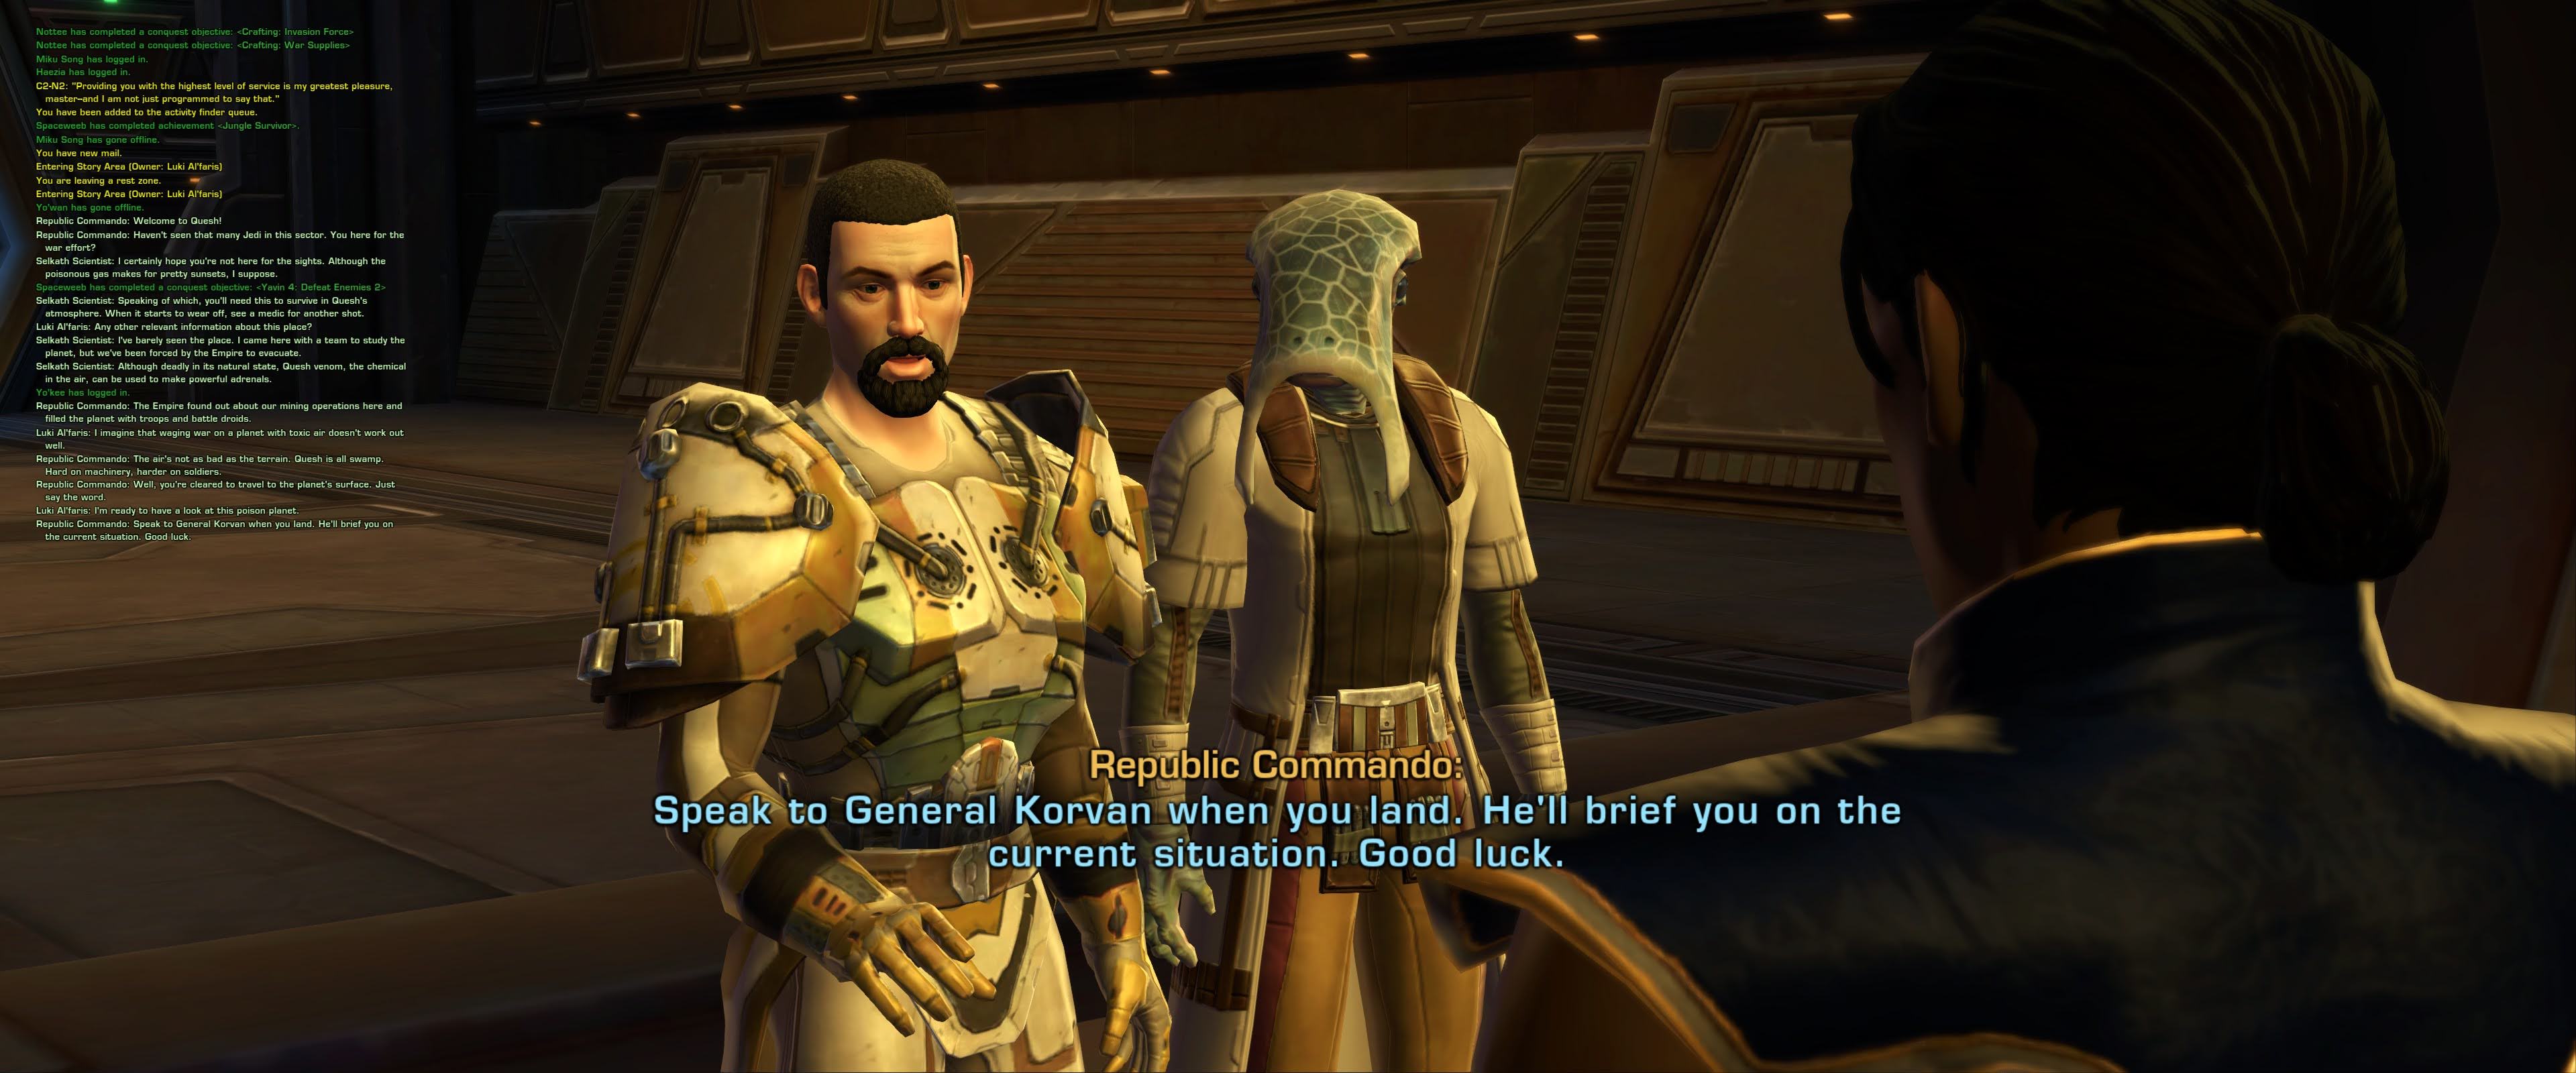 Nottee has completed a conquest objective: <Crafting: Invasion Force>
Nottee has completed a conquest objective: <Crafting: War Supplies>
Miku Song has logged in.
Haezia has logged in.
C2-N2: "Providing you with the highest level of service is my greatest pleasure,
master—and I am not just programmed to say that."
You have been added to the activity finder queue.
Spaceweeb has completed achievement <Jungle Survivor>.
Miku Song has gone offline.
You have new mail.
Entering Story Area (Owner: Luki Al'faris)
You are leaving a rest zone.
Entering Story Area (Owner: Luki Al'faris)
Yo'wan has gone offline.
Republic Commando: Welcome to Quesh!
Republic Commando: Haven't seen that many Jedi in this sector. You here for the
war effort?
Selkath Scientist: I certainly hope you're not here for the sights. Although the
poisonous gas makes for pretty sunsets, I suppose.
Spaceweeb has completed a conquest objective: <Yavin 4: Defeat Enemies 2>
Selkath Scientist: Speaking of which, you'll need this to survive in Quesh's
atmosphere. When it starts to wear off, see a medic for another shot.
Luki Al'faris: Any other relevant information about this place?
Selkath Scientist: I've barely seen the place. I came here with a team to study the
planet, but we've been forced by the Empire to evacuate.
Selkath Scientist: Although deadly in its natural state, Quesh venom, the chemical
in the air, can be used to make powerful adrenals.
Yo'kee has logged in.
Republic Commando: The Empire found out about our mining operations here and
filled the planet with troops and battle droids.
Luki Al'faris: I imagine that waging war on a planet with toxic air doesn't work out
well.
Republic Commando: The air's not as bad as the terrain. Quesh is all swamp.
Hard on machinery, harder on soldiers.
Republic Commando: Well, you're cleared to travel to the planet's surface. Just
say the word.
Luki Al'faris: I'm ready to have a look at this poison planet.
Republic Commando: Speak to General Korvan when you land. He'll brief you on
the current situation. Good luck.
Republic Commando:
Speak to General Korvan when you land. He'll brief you on the
current situation. Good luck.